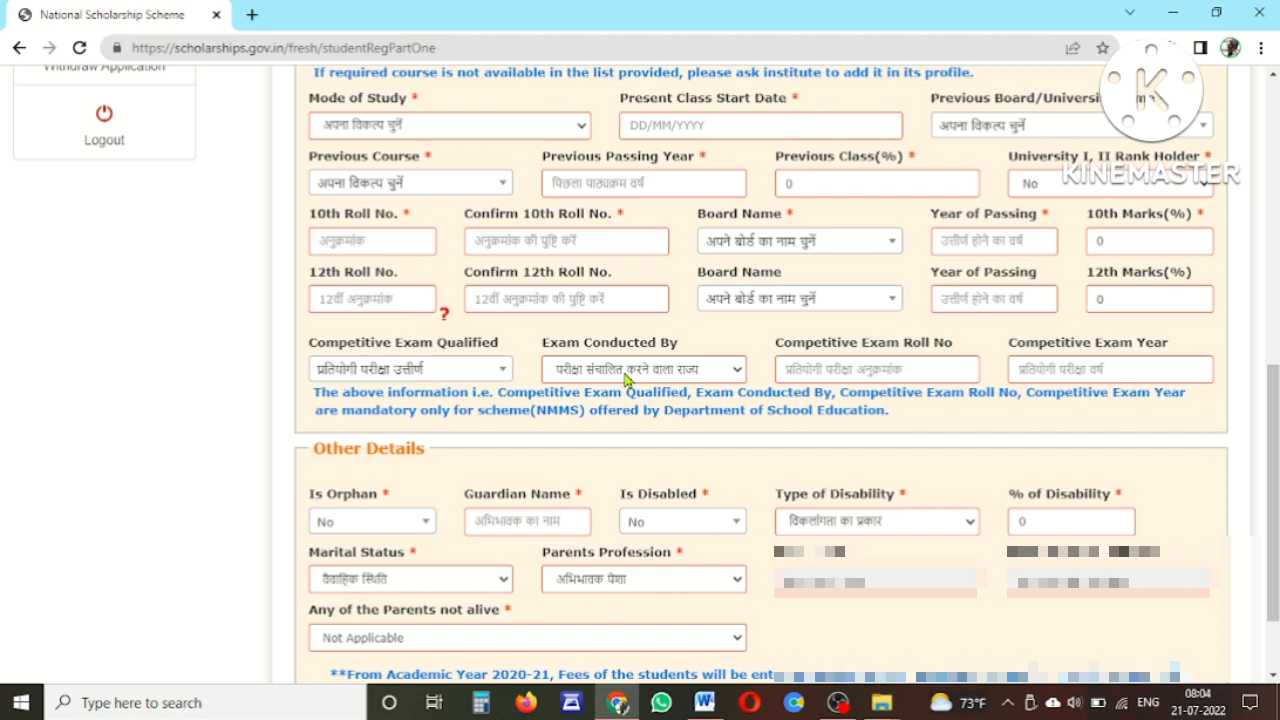 National Scholarship Scheme
https://scholarships.gov.in/fresh/studentRegPartOne
Withdraw Application
Logout
If required course is not available in the list provided, please ask institute to add it in its profile.
Mode of Study * Present Class Start Date * Previous Board/Universi
अपना विकल्प चुनें DD/MM/YYYY अपना विकल्प चुनें
Previous Course * Previous Passing Year * Previous Class(%) * University I, II Rank Holder *
अपना विकल्प चुनें पिछला पाठ्यक्रम वर्ष 0 No
K
KINEMASTER
10th Roll No. * Confirm 10th Roll No. * Board Name * Year of Passing * 10th Marks(%) *
अनुक्रमांक अनुक्रमांक की पुष्टि करें अपने बोर्ड का नाम चुनें उत्तीर्ण होने का वर्ष 0
12th Roll No. Confirm 12th Roll No. Board Name Year of Passing 12th Marks(%)
12वीं अनुक्रमांक ? 12वीं अनुक्रमांक की पुष्टि करें अपने बोर्ड का नाम चुनें उत्तीर्ण होने का वर्ष 0
Competitive Exam Qualified Exam Conducted By Competitive Exam Roll No Competitive Exam Year
प्रतियोगी परीक्षा उत्तीर्ण परीक्षा संचालित करने वाला राज्य प्रतियोगी परीक्षा अनुक्रमांक प्रतियोगी परीक्षा वर्ष
The above information i.e. Competitive Exam Qualified, Exam Conducted By, Competitive Exam Roll No, Competitive Exam Year
are mandatory only for scheme(NMMS) offered by Department of School Education.
Other Details
Is Orphan * Guardian Name * Is Disabled * Type of Disability * % of Disability *
No अभिभावक का नाम No विकलांगता का प्रकार 0
Marital Status * Parents Profession *
वैवाहिक स्थिति अभिभावक पेशा
Any of the Parents not alive *
Not Applicable
**From Academic Year 2020-21, Fees of the students will be ent
Type here to search
73°F ENG 08:04
21-07-2022